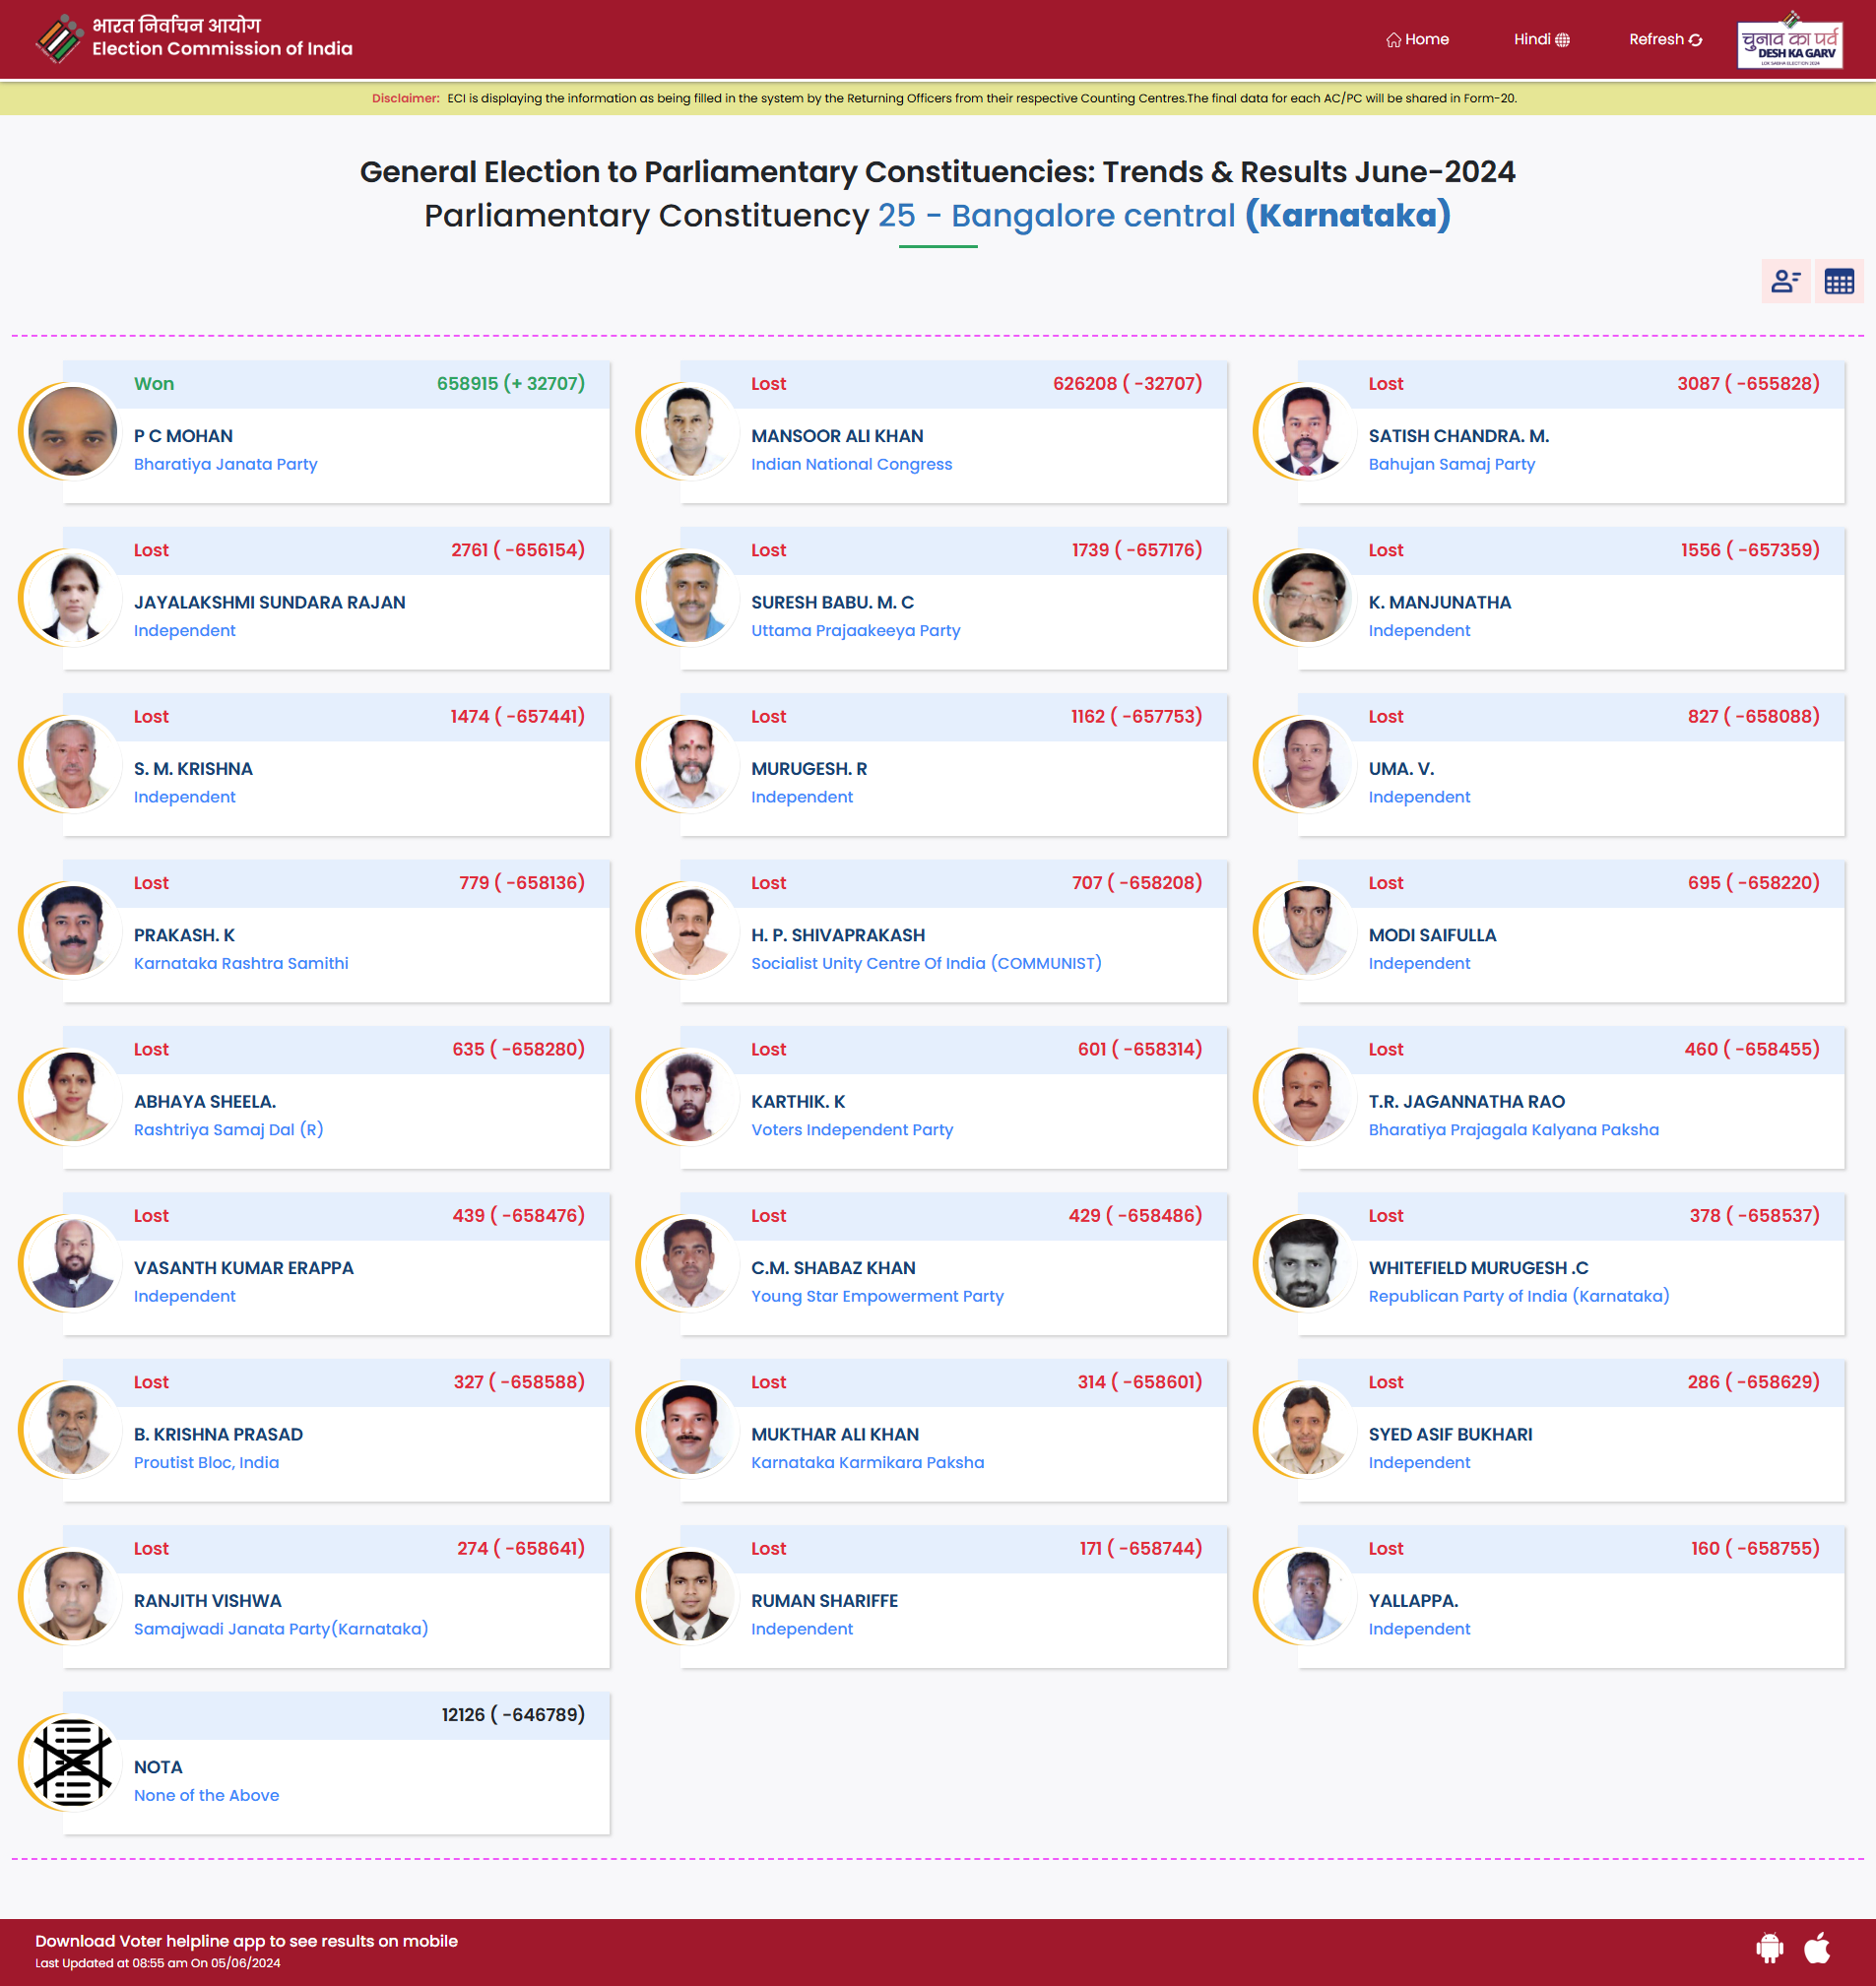 भारत निर्वाचन आयोग
Election Commission of India
Home
Hindi
Refresh
चुनाव का पर्व
DESH KA GARV
LOK SABHA ELECTION 2024
Disclaimer: ECI is displaying the information as being filled in the system by the Returning Officers from their respective Counting Centres.The final data for each AC/PC will be shared in Form-20.
General Election to Parliamentary Constituencies: Trends & Results June-2024
Parliamentary Constituency 25 - Bangalore central (Karnataka)
Won 658915 (+ 32707)
P C MOHAN
Bharatiya Janata Party
Lost 626208 ( -32707)
MANSOOR ALI KHAN
Indian National Congress
Lost 3087 ( -655828)
SATISH CHANDRA. M.
Bahujan Samaj Party
Lost 2761 ( -656154)
JAYALAKSHMI SUNDARA RAJAN
Independent
Lost 1739 ( -657176)
SURESH BABU. M. C
Uttama Prajaakeeya Party
Lost 1556 ( -657359)
K. MANJUNATHA
Independent
Lost 1474 ( -657441)
S. M. KRISHNA
Independent
Lost 1162 ( -657753)
MURUGESH. R
Independent
Lost 827 ( -658088)
UMA. V.
Independent
Lost 779 ( -658136)
PRAKASH. K
Karnataka Rashtra Samithi
Lost 707 ( -658208)
H. P. SHIVAPRAKASH
Socialist Unity Centre Of India (COMMUNIST)
Lost 695 ( -658220)
MODI SAIFULLA
Independent
Lost 635 ( -658280)
ABHAYA SHEELA.
Rashtriya Samaj Dal (R)
Lost 601 ( -658314)
KARTHIK. K
Voters Independent Party
Lost 460 ( -658455)
T.R. JAGANNATHA RAO
Bharatiya Prajagala Kalyana Paksha
Lost 439 ( -658476)
VASANTH KUMAR ERAPPA
Independent
Lost 429 ( -658486)
C.M. SHABAZ KHAN
Young Star Empowerment Party
Lost 378 ( -658537)
WHITEFIELD MURUGESH .C
Republican Party of India (Karnataka)
Lost 327 ( -658588)
B. KRISHNA PRASAD
Proutist Bloc, India
Lost 314 ( -658601)
MUKTHAR ALI KHAN
Karnataka Karmikara Paksha
Lost 286 ( -658629)
SYED ASIF BUKHARI
Independent
Lost 274 ( -658641)
RANJITH VISHWA
Samajwadi Janata Party(Karnataka)
Lost 171 ( -658744)
RUMAN SHARIFFE
Independent
Lost 160 ( -658755)
YALLAPPA.
Independent
12126 ( -646789)
NOTA
None of the Above
Download Voter helpline app to see results on mobile
Last Updated at 08:55 am On 05/06/2024